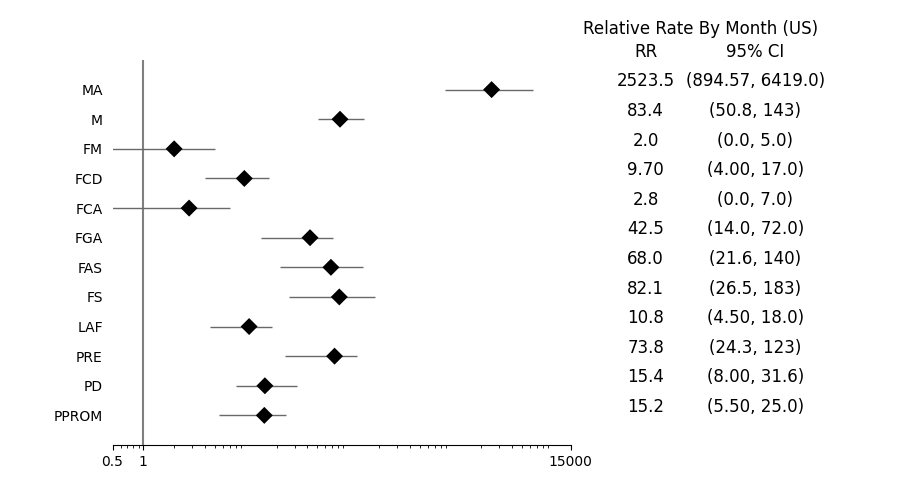 Relative Rate By Month (US)
RR 95% CI
MA 2523.5 (894.57, 6419.0)
M 83.4 (50.8, 143)
FM 2.0 (0.0, 5.0)
FCD 9.70 (4.00, 17.0)
FCA 2.8 (0.0, 7.0)
FGA 42.5 (14.0, 72.0)
FAS 68.0 (21.6, 140)
FS 82.1 (26.5, 183)
LAF 10.8 (4.50, 18.0)
PRE 73.8 (24.3, 123)
PD 15.4 (8.00, 31.6)
PPROM 15.2 (5.50, 25.0)
0.5 1 15000